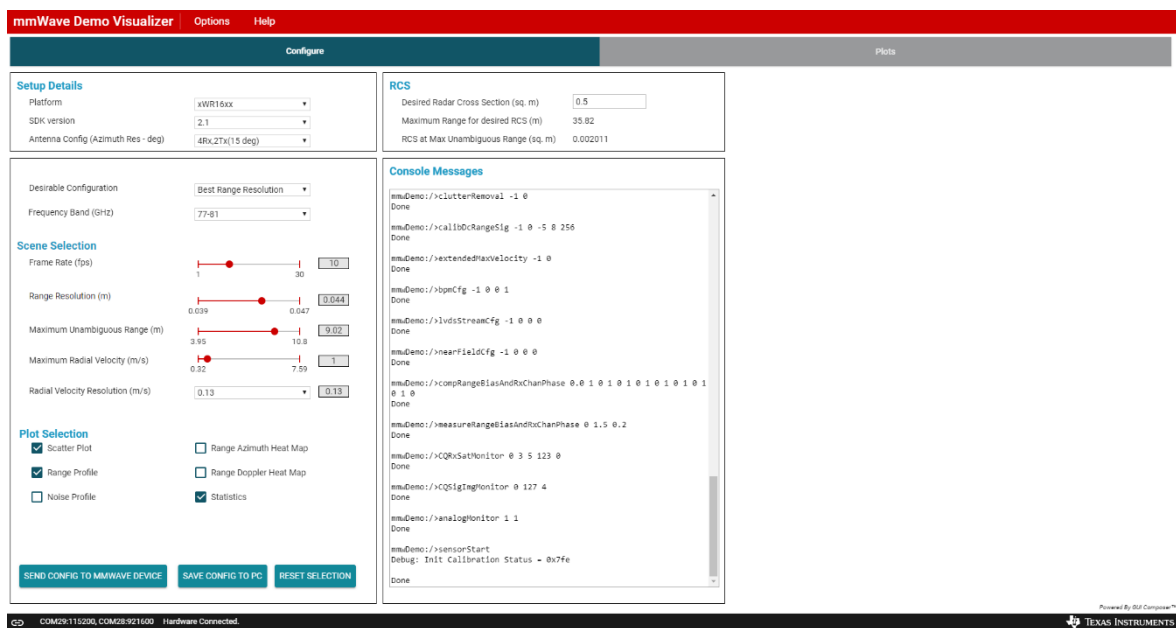 mmWave Demo Visualizer Options Help
Configure Plots
Setup Details
Platform xWR16xx
SDK version 2.1
Antenna Config (Azimuth Res - deg) 4Rx,2Tx(15 deg)
Desirable Configuration Best Range Resolution
Frequency Band (GHz) 77-81
Scene Selection
Frame Rate (fps) 10
1 30
Range Resolution (m) 0.044
0.039 0.047
Maximum Unambiguous Range (m) 9.02
3.95 10.8
Maximum Radial Velocity (m/s) 1
0.32 7.59
Radial Velocity Resolution (m/s) 0.13 0.13
Plot Selection
Scatter Plot Range Azimuth Heat Map
Range Profile Range Doppler Heat Map
Noise Profile Statistics
SEND CONFIG TO MMWAVE DEVICE SAVE CONFIG TO PC RESET SELECTION
RCS
Desired Radar Cross Section (sq. m) 0.5
Maximum Range for desired RCS (m) 35.82
RCS at Max Unambiguous Range (sq. m) 0.002011
Console Messages
mmwDemo:/>clutterRemoval -1 0
Done
mmwDemo:/>calibDcRangeSig -1 0 -5 8 256
Done
mmwDemo:/>extendedMaxVelocity -1 0
Done
mmwDemo:/>bpmCfg -1 0 0 1
Done
mmwDemo:/>lvdsStreamCfg -1 0 0 0
Done
mmwDemo:/>nearFieldCfg -1 0 0 0
Done
mmwDemo:/>compRangeBiasAndRxChanPhase 0.0 1 0 1 0 1 0 1 0 1 0 1 0 1
0 1 0
Done
mmwDemo:/>measureRangeBiasAndRxChanPhase 0 1.5 0.2
Done
mmwDemo:/>CQRxSatMonitor 0 3 5 123 0
Done
mmwDemo:/>CQSigImgMonitor 0 127 4
Done
mmwDemo:/>analogMonitor 1 1
Done
mmwDemo:/>sensorStart
Debug: Init Calibration Status = 0x7fe
Done
Powered By GUI Composer™
COM29:115200, COM28:921600 Hardware Connected. TEXAS INSTRUMENTS